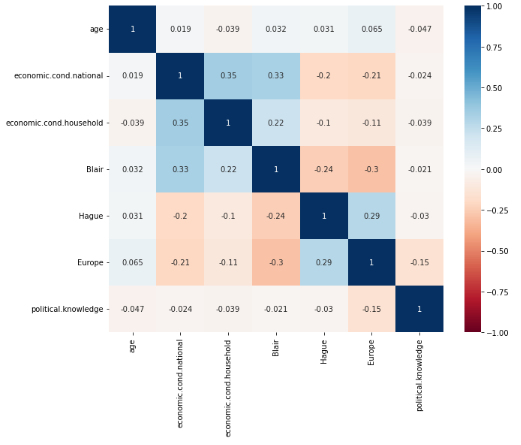 1.00
age 1 0.019 -0.039 0.032 0.031 0.065 -0.047
0.75
economic.cond.national 0.019 1 0.35 0.33 -0.2 -0.21 -0.024
0.50
economic.cond.household -0.039 0.35 1 0.22 -0.1 -0.11 -0.039
0.25
Blair 0.032 0.33 0.22 1 -0.24 -0.3 -0.021
0.00
-0.25
Hague 0.031 -0.2 -0.1 -0.24 1 0.29 -0.03
-0.50
Europe 0.065 -0.21 -0.11 -0.3 0.29 1 -0.15
-0.75
political.knowledge -0.047 -0.024 -0.039 -0.021 -0.03 -0.15 1
-1.00
age
economic.cond.national
economic.cond.household
Blair
Hague
Europe
political.knowledge